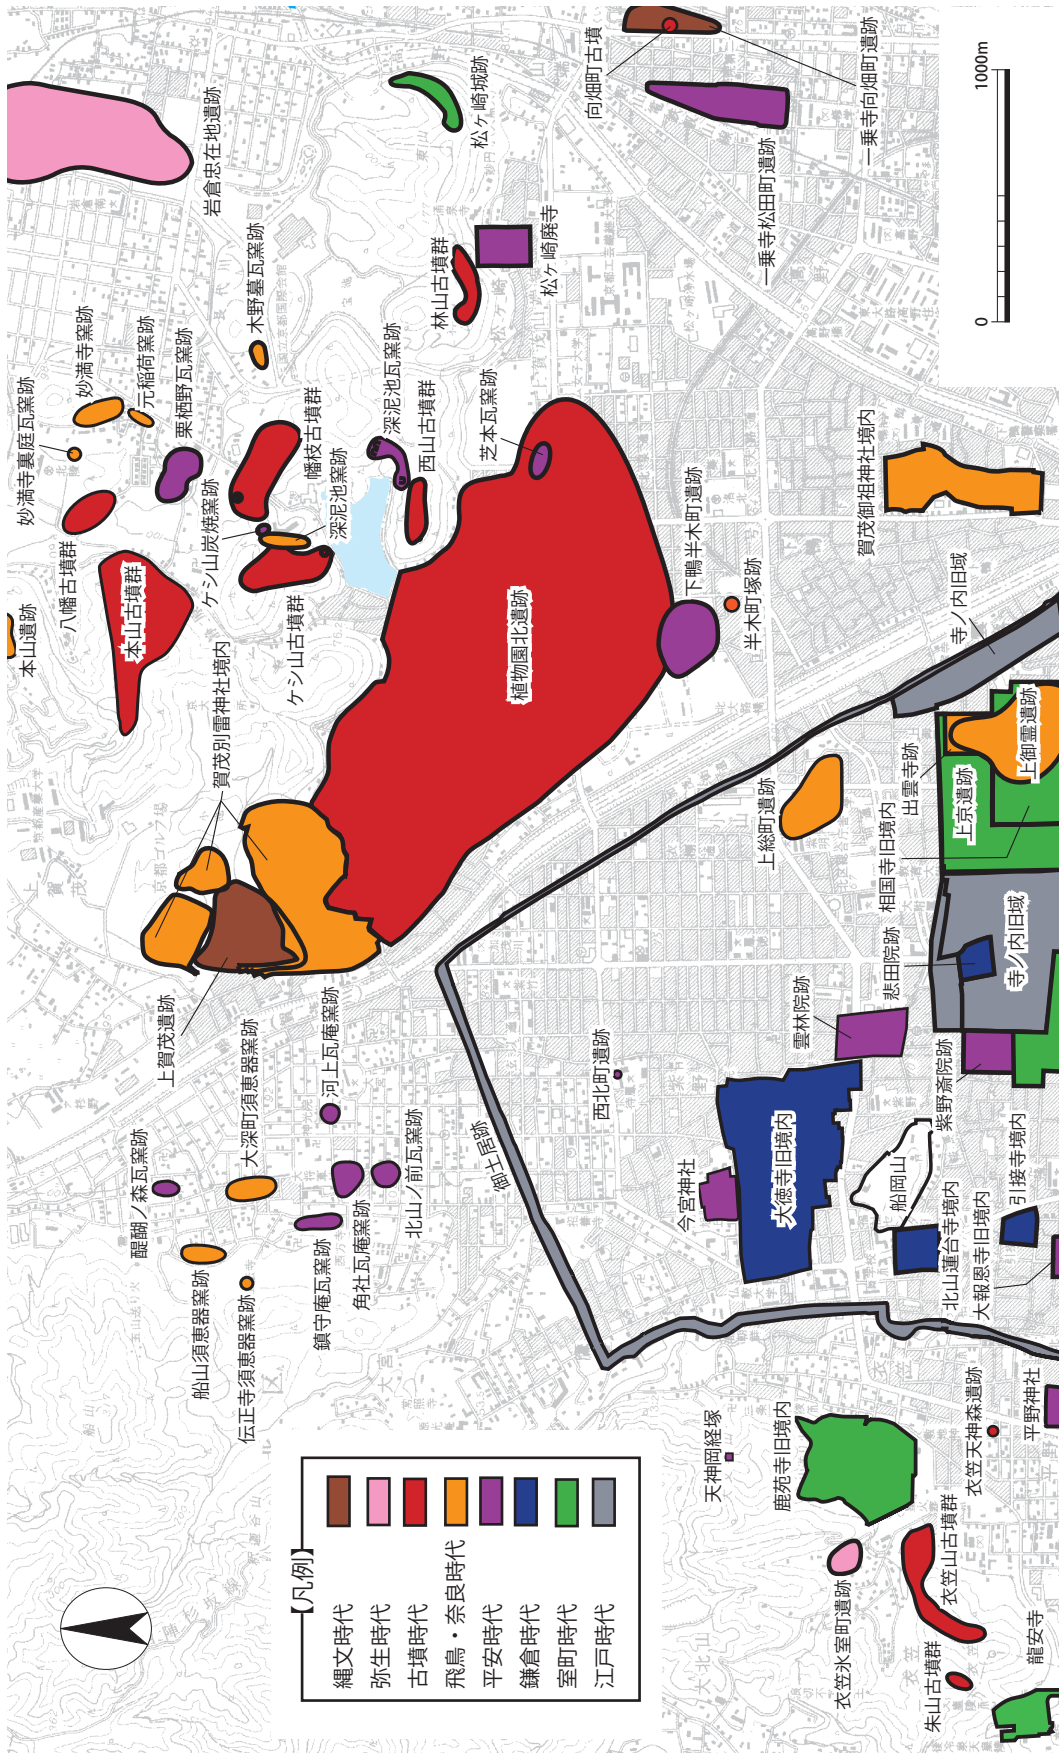 岩倉忠在地遺跡
松ヶ崎城跡
向畑町古墳
一乗寺向畑町遺跡
一乗寺松田町遺跡
1000m
0
木野墓瓦窯跡
林山古墳群
松ヶ崎廃寺
妙満寺窯跡
元稲荷窯跡
栗栖野瓦窯跡
妙満寺裏庭瓦窯跡
八幡古墳群
本山遺跡
本山古墳群
ケシ山炭焼窯跡
幡枝古墳群
深泥池窯跡
深泥池瓦窯跡
西山古墳群
芝本瓦窯跡
ケシ山古墳群
植物園北遺跡
下鴨半木町遺跡
半木町塚跡
賀茂御祖神社境内
寺ノ内旧域
賀茂別雷神社境内
上賀茂遺跡
上総町遺跡
出雲寺跡
相国寺旧境内
上京遺跡
上御霊遺跡
悲田院跡
寺ノ内旧域
雲林院跡
紫野斎院跡
西北町遺跡
大深町須恵器窯跡
河上瓦庵窯跡
醍醐ノ森瓦窯跡
北山ノ前瓦窯跡
角社瓦庵窯跡
鎮守庵瓦窯跡
船山須恵器窯跡
伝正寺須恵器窯跡
御土居跡
今宮神社
大徳寺旧境内
船岡山
北山蓮台寺境内
大報恩寺旧境内
引接寺境内
天神岡経塚
鹿苑寺旧境内
衣笠天神森遺跡
平野神社
衣笠山古墳群
衣笠氷室町遺跡
朱山古墳群
龍安寺
【凡例】
縄文時代
弥生時代
古墳時代
飛鳥・奈良時代
平安時代
鎌倉時代
室町時代
江戸時代